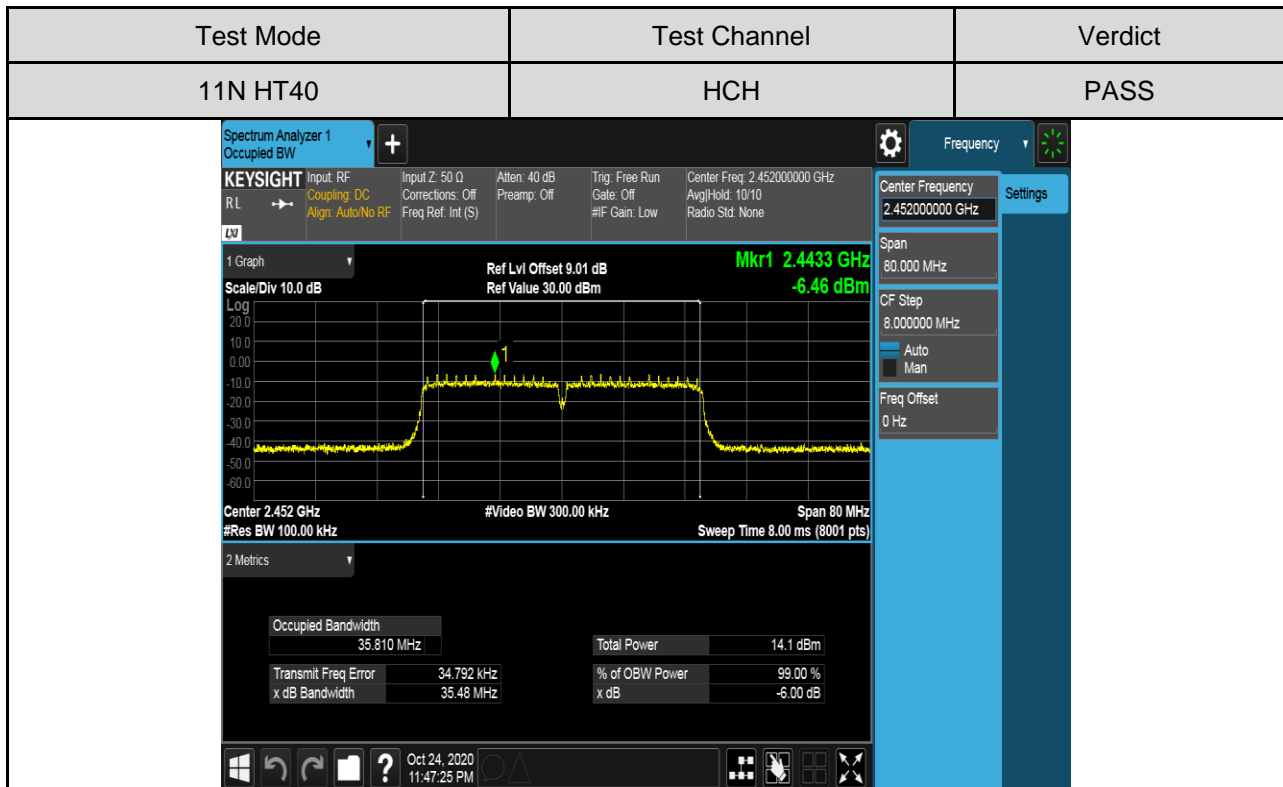 Test Mode Test Channel Verdict
11N HT40 HCH PASS
Spectrum Analyzer 1
Occupied BW
+
Frequency
KEYSIGHT Input: RF Input Z: 50 Ω Atten: 40 dB Trig: Free Run Center Freq: 2.452000000 GHz
RL Coupling: DC Corrections: Off Preamp: Off Gate: Off Avg|Hold: 10/10
Align: Auto/No RF Freq Ref: Int (S) #IF Gain: Low Radio Std: None
LXI
Center Frequency
2.452000000 GHz
Settings
Span
80.000 MHz
CF Step
8.000000 MHz
Auto
Man
Freq Offset
0 Hz
1 Graph Ref Lvl Offset 9.01 dB Mkr1 2.4433 GHz
Scale/Div 10.0 dB Ref Value 30.00 dBm -6.46 dBm
Log
20.0
10.0
1
0.00
-10.0
-20.0
-30.0
-40.0
-50.0
-60.0
Center 2.452 GHz #Video BW 300.00 kHz Span 80 MHz
#Res BW 100.00 kHz Sweep Time 8.00 ms (8001 pts)
2 Metrics
Occupied Bandwidth
35.810 MHz Total Power 14.1 dBm
Transmit Freq Error 34.792 kHz % of OBW Power 99.00 %
x dB Bandwidth 35.48 MHz x dB -6.00 dB
? Oct 24, 2020
11:47:25 PM